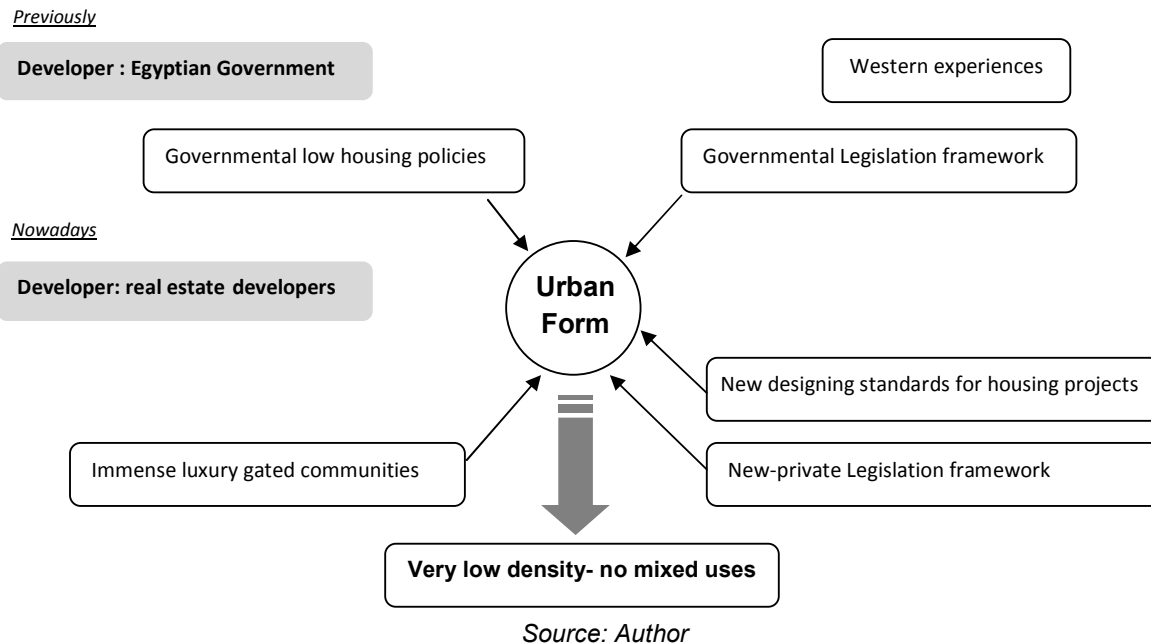 Previously
Developer : Egyptian Government
Western experiences
Governmental low housing policies
Governmental Legislation framework
Nowadays
Developer: real estate developers
Urban
Form
New designing standards for housing projects
Immense luxury gated communities
New-private Legislation framework
Very low density- no mixed uses
Source: Author